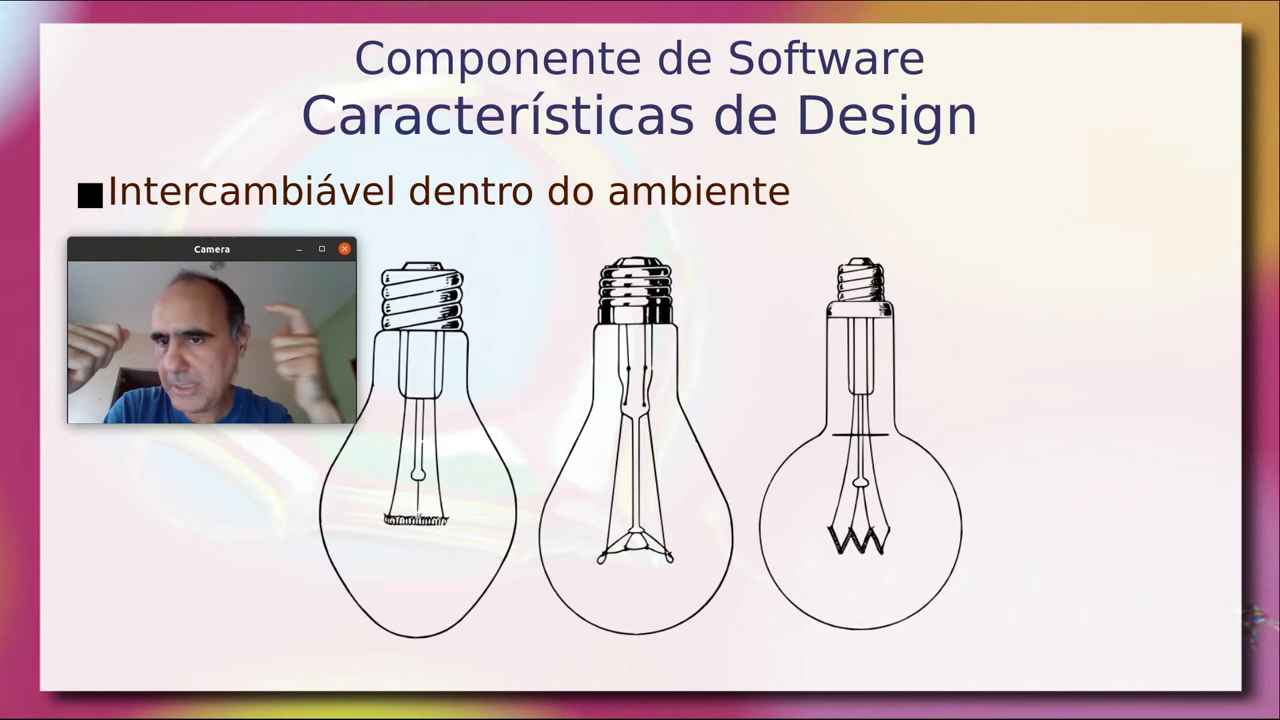 Componente de Software
Características de Design
Intercambiável dentro do ambiente
Camera